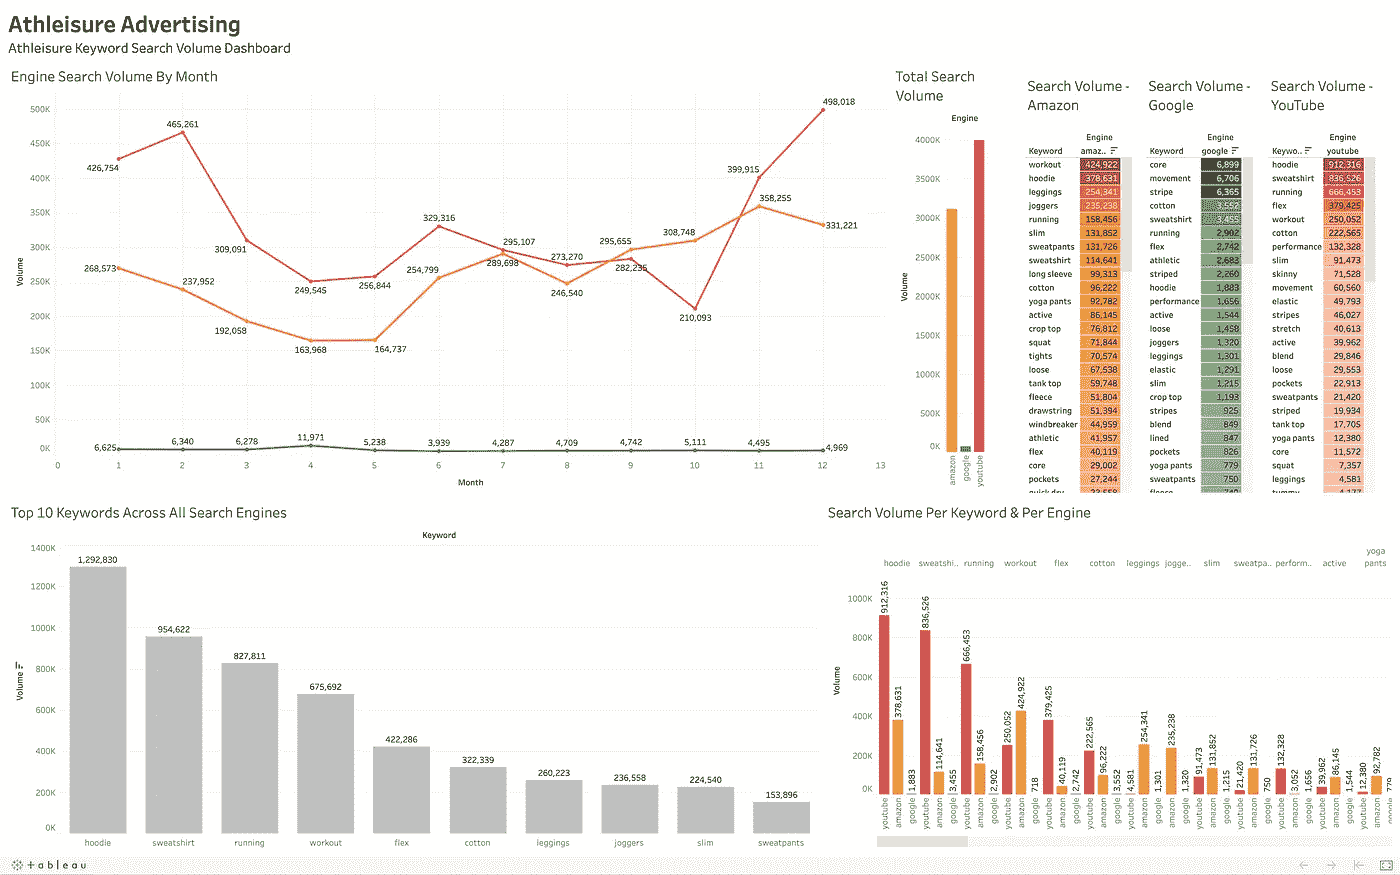 Athleisure Advertising
Athleisure Keyword Search Volume Dashboard
Engine Search Volume By Month
500K
450K
400K
350K
300K
250K
200K
150K
100K
50K
0K
Volume
426,754
465,261
309,091
249,545
256,844
329,316
295,107
273,270
282,235
210,093
399,915
498,018
268,573
237,952
192,058
163,968
164,737
254,799
289,698
246,540
295,655
308,748
358,255
331,221
6,625
6,340
6,278
11,971
5,238
3,939
4,287
4,709
4,742
5,111
4,495
4,969
0 1 2 3 4 5 6 7 8 9 10 11 12 13
Month
Total Search
Volume
Engine
4000K
3500K
3000K
2500K
2000K
1500K
1000K
500K
0K
Volume
amazon
google
youtube
Search Volume -
Amazon
Engine
Keyword amaz..
workout 424,922
hoodie 378,631
leggings 254,341
joggers 235,238
running 158,456
slim 131,852
sweatpants 131,726
sweatshirt 114,641
long sleeve 99,313
cotton 96,222
yoga pants 92,782
active 86,145
crop top 76,812
squat 71,844
tights 70,574
loose 67,538
tank top 59,748
fleece 51,804
drawstring 51,394
windbreaker 44,959
athletic 41,957
flex 40,119
core 29,002
pockets 27,244
Search Volume -
Google
Engine
Keyword google
core 6,899
movement 6,706
stripe 6,365
cotton 3,552
sweatshirt 3,455
running 2,902
flex 2,742
athletic 2,683
striped 2,260
hoodie 1,883
performance 1,656
active 1,544
loose 1,458
joggers 1,320
leggings 1,301
elastic 1,291
slim 1,215
crop top 1,193
stripes 925
blend 849
lined 847
pockets 826
yoga pants 779
sweatpants 750
Search Volume -
YouTube
Engine
Keywo.. youtube
hoodie 912,316
sweatshirt 836,526
running 666,453
flex 379,425
workout 250,052
cotton 222,565
performance 132,328
slim 91,473
skinny 71,528
movement 60,560
elastic 49,793
stripes 46,027
stretch 40,613
active 39,962
blend 29,846
loose 29,553
pockets 22,913
sweatpants 21,420
striped 19,934
tank top 17,705
yoga pants 12,380
core 11,572
squat 7,357
leggings 4,581
Top 10 Keywords Across All Search Engines
Keyword
1400K
1200K
1000K
800K
600K
400K
200K
0K
Volume
1,292,830
954,622
827,811
675,692
422,286
322,339
260,223
236,558
224,540
153,896
hoodie sweatshirt running workout flex cotton leggings joggers slim sweatpants
Search Volume Per Keyword & Per Engine
hoodie sweatshi.. running workout flex cotton leggings jogge.. slim sweatpa.. perform.. active yoga pants
1000K
800K
600K
400K
200K
0K
Volume
912,316
378,631
1,883
836,526
114,641
3,455
666,453
158,456
2,902
250,052
424,922
718
379,425
40,119
2,742
222,565
96,222
3,552
4,581
254,341
1,301
235,238
1,320
91,473
131,852
1,215
21,420
131,726
750
132,328
3,052
1,656
39,962
86,145
1,544
12,380
92,782
779
youtube amazon google youtube amazon google youtube amazon google youtube amazon google youtube amazon google youtube amazon google youtube amazon google amazon google youtube amazon google youtube amazon google youtube amazon google youtube amazon google youtube amazon google
+ a b l e a u